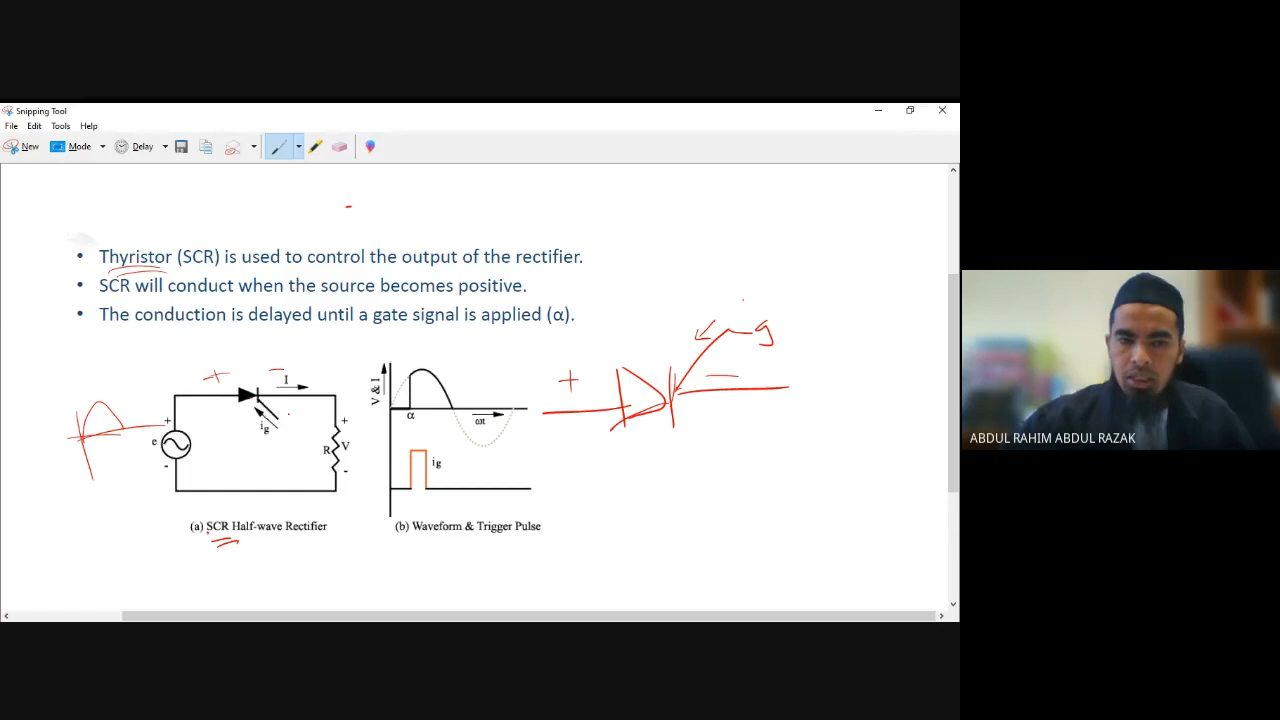 Snipping Tool
File Edit Tools Help
New Mode Delay
• Thyristor (SCR) is used to control the output of the rectifier.
• SCR will conduct when the source becomes positive.
• The conduction is delayed until a gate signal is applied (α).
+ - I
+ e -
ig
R + V -
(a) SCR Half-wave Rectifier
V & I
α
ωt
ig
(b) Waveform & Trigger Pulse
+ - g
ABDUL RAHIM ABDUL RAZAK